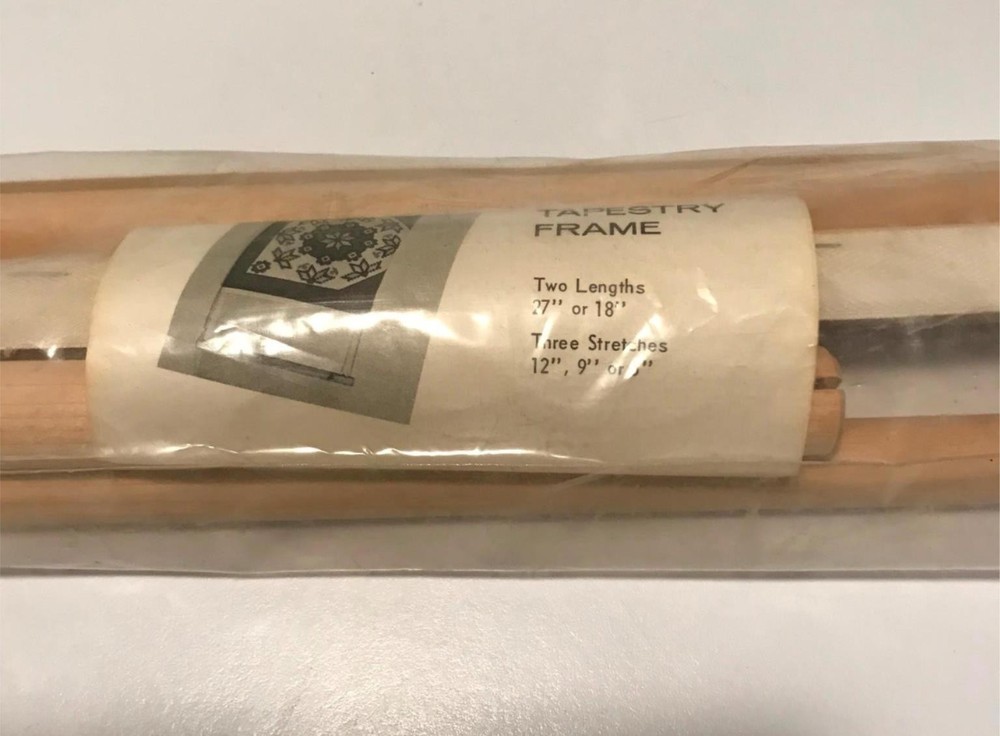 TAPESTRY
FRAME
Two Lengths
27" or 18"
Three Stretches
12", 9" or